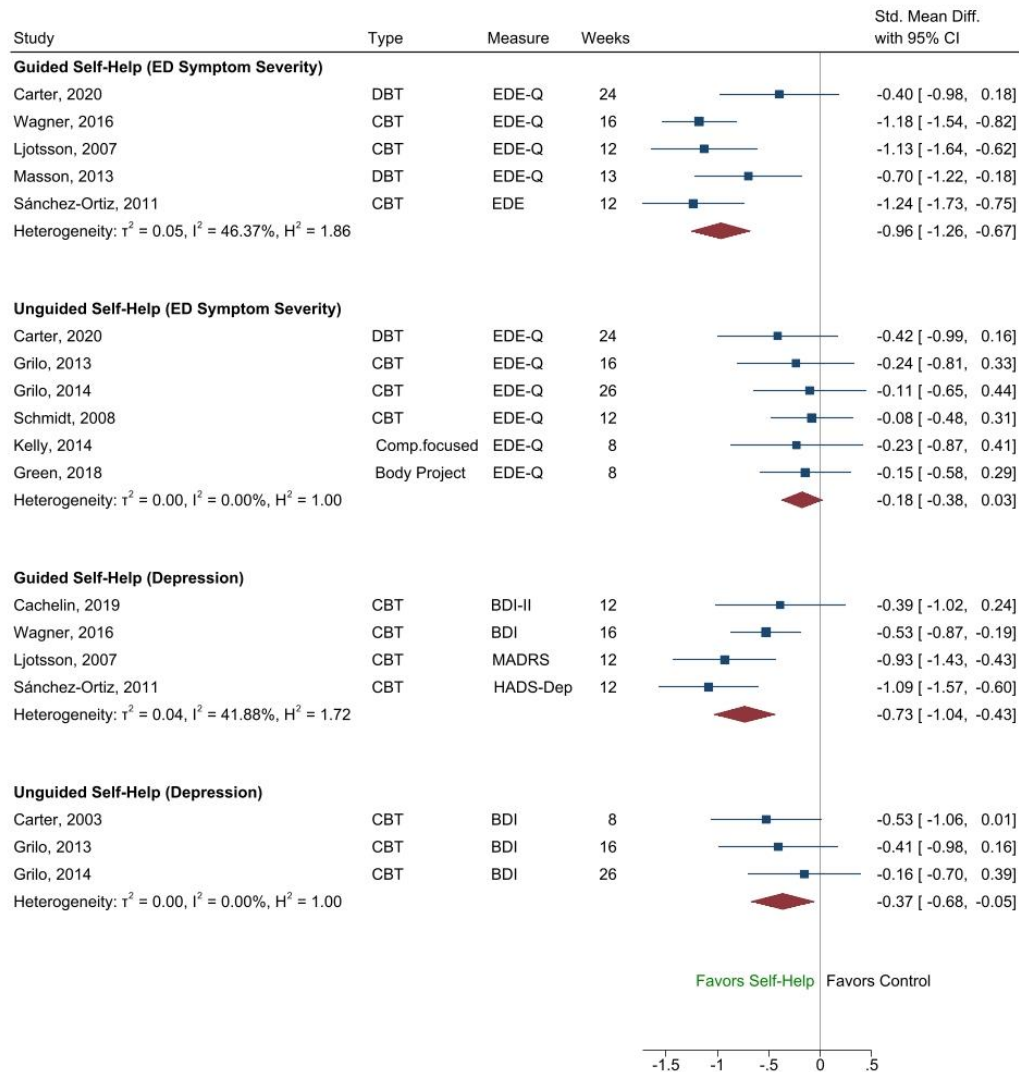 Std. Mean Diff.
Study Type Measure Weeks with 95% CI
Guided Self-Help (ED Symptom Severity)
Carter, 2020 DBT EDE-Q 24 -0.40 [ -0.98, 0.18]
Wagner, 2016 CBT EDE-Q 16 -1.18 [ -1.54, -0.82]
Ljotsson, 2007 CBT EDE-Q 12 -1.13 [ -1.64, -0.62]
Masson, 2013 DBT EDE-Q 13 -0.70 [ -1.22, -0.18]
Sánchez-Ortiz, 2011 CBT EDE 12 -1.24 [ -1.73, -0.75]
Heterogeneity: τ² = 0.05, I² = 46.37%, H² = 1.86 -0.96 [ -1.26, -0.67]
Unguided Self-Help (ED Symptom Severity)
Carter, 2020 DBT EDE-Q 24 -0.42 [ -0.99, 0.16]
Grilo, 2013 CBT EDE-Q 16 -0.24 [ -0.81, 0.33]
Grilo, 2014 CBT EDE-Q 26 -0.11 [ -0.65, 0.44]
Schmidt, 2008 CBT EDE-Q 12 -0.08 [ -0.48, 0.31]
Kelly, 2014 Comp.focused EDE-Q 8 -0.23 [ -0.87, 0.41]
Green, 2018 Body Project EDE-Q 8 -0.15 [ -0.58, 0.29]
Heterogeneity: τ² = 0.00, I² = 0.00%, H² = 1.00 -0.18 [ -0.38, 0.03]
Guided Self-Help (Depression)
Cachelin, 2019 CBT BDI-II 12 -0.39 [ -1.02, 0.24]
Wagner, 2016 CBT BDI 16 -0.53 [ -0.87, -0.19]
Ljotsson, 2007 CBT MADRS 12 -0.93 [ -1.43, -0.43]
Sánchez-Ortiz, 2011 CBT HADS-Dep 12 -1.09 [ -1.57, -0.60]
Heterogeneity: τ² = 0.04, I² = 41.88%, H² = 1.72 -0.73 [ -1.04, -0.43]
Unguided Self-Help (Depression)
Carter, 2003 CBT BDI 8 -0.53 [ -1.06, 0.01]
Grilo, 2013 CBT BDI 16 -0.41 [ -0.98, 0.16]
Grilo, 2014 CBT BDI 26 -0.16 [ -0.70, 0.39]
Heterogeneity: τ² = 0.00, I² = 0.00%, H² = 1.00 -0.37 [ -0.68, -0.05]
Favors Self-Help Favors Control
-1.5 -1 -.5 0 .5